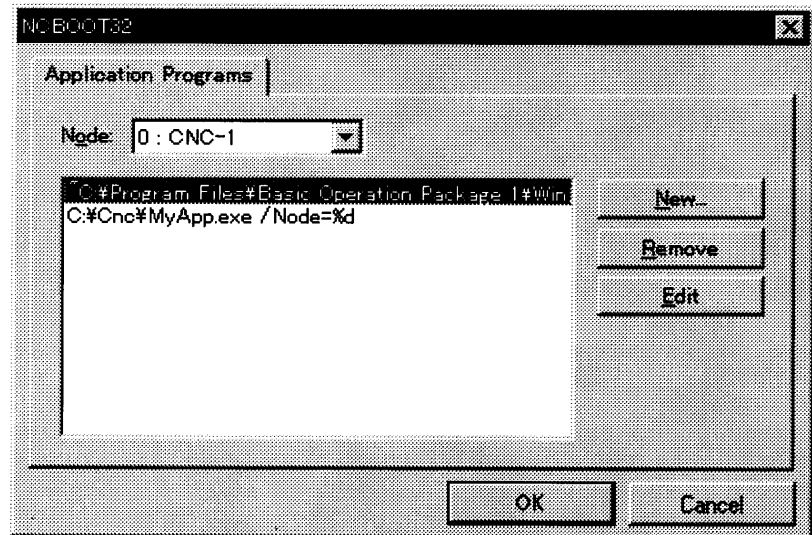 NCBOOT32
Application Programs
Node: 0 : CNC-1
"C:¥Program Files¥Basic Operation Package 1¥Win
C:¥Cnc¥MyApp.exe /Node=%d
New...
Remove
Edit
OK
Cancel